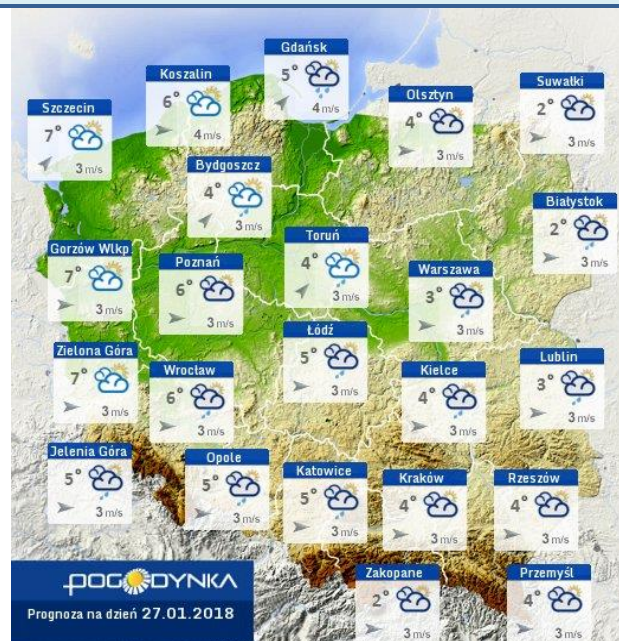 Gdańsk
5°
4 m/s
Koszalin
6°
4 m/s
Suwałki
2°
3 m/s
Olsztyn
4°
3 m/s
Szczecin
7°
3 m/s
Bydgoszcz
4°
3 m/s
Białystok
2°
3 m/s
Toruń
4°
3 m/s
Gorzów Wlkp
7°
3 m/s
Poznań
6°
3 m/s
Warszawa
3°
3 m/s
Łódź
5°
3 m/s
Zielona Góra
7°
3 m/s
Lublin
3°
3 m/s
Wrocław
6°
3 m/s
Kielce
4°
3 m/s
Jelenia Góra
5°
3 m/s
Opole
5°
3 m/s
Katowice
5°
3 m/s
Kraków
4°
3 m/s
Rzeszów
4°
3 m/s
Zakopane
2°
3 m/s
Przemyśl
4°
3 m/s
POGODYNKA
Prognoza na dzień 27.01.2018